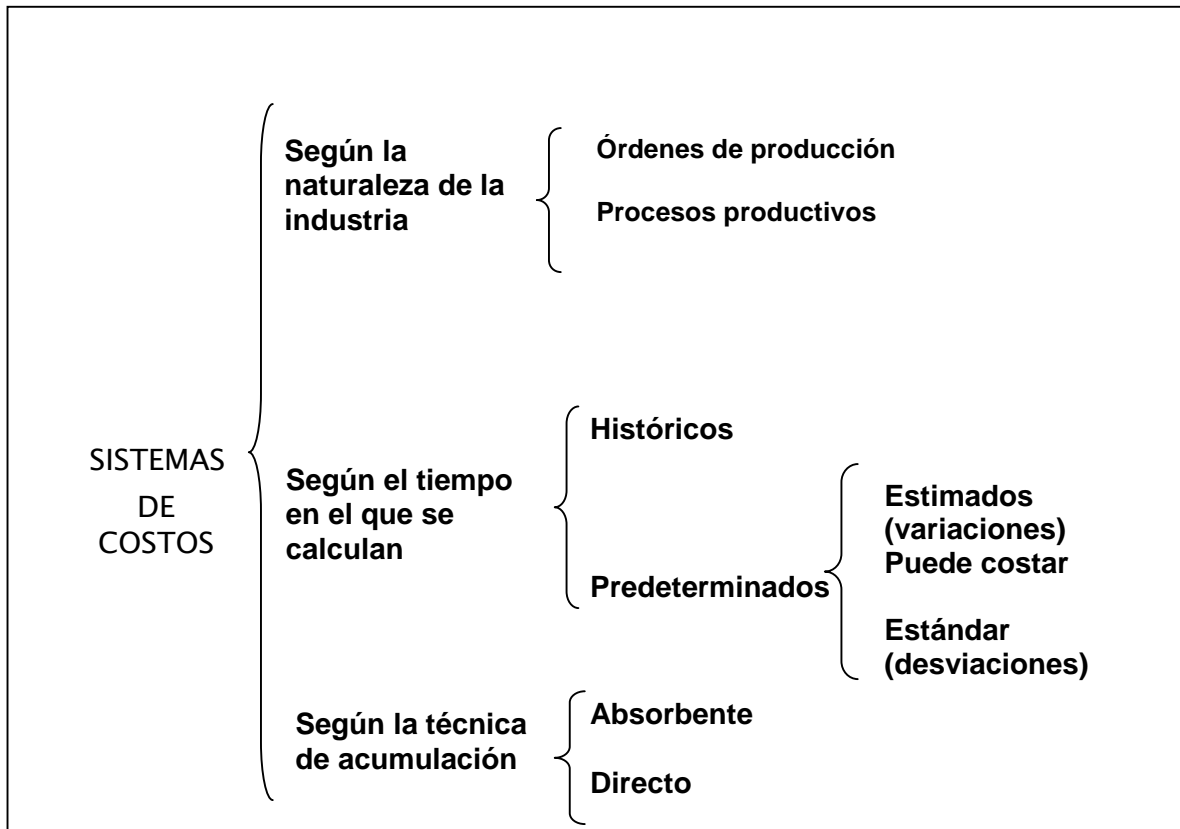 SISTEMAS
DE
COSTOS
Según la
naturaleza de la
industria
Órdenes de producción
Procesos productivos
Según el tiempo
en el que se
calculan
Históricos
Predeterminados
Estimados
(variaciones)
Puede costar
Estándar
(desviaciones)
Según la técnica
de acumulación
Absorbente
Directo